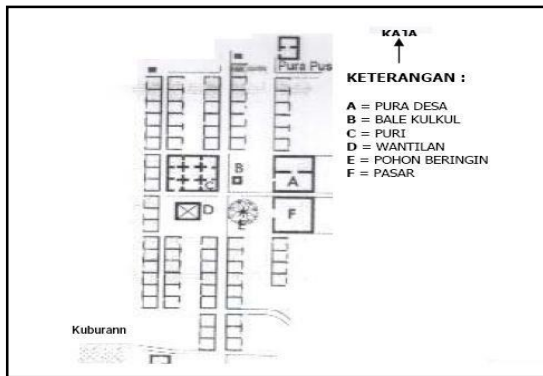 KAJA
Pura Pus
KETERANGAN :
A = PURA DESA
B = BALE KULKUL
C = PURI
D = WANTILAN
E = POHON BERINGIN
F = PASAR
B
C
A
D
E
F
Kuburann